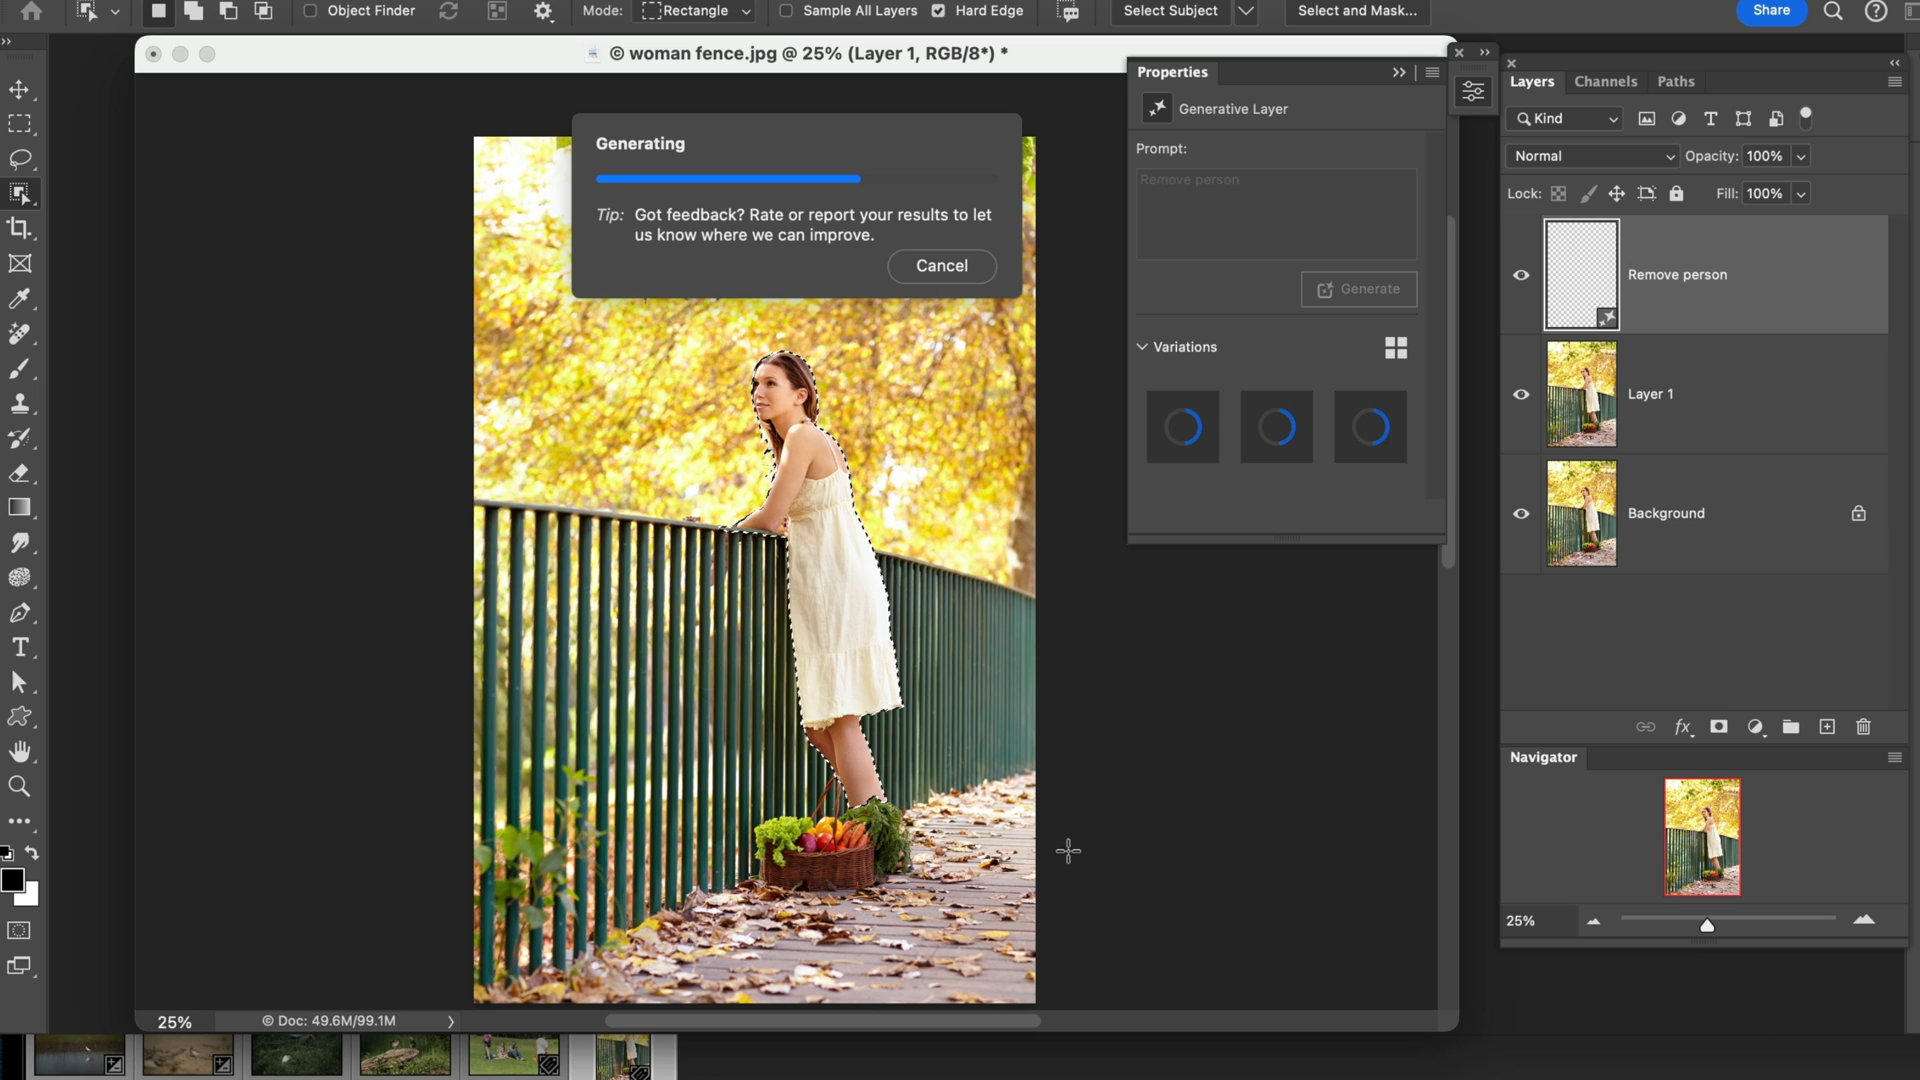 Object Finder
Mode: Rectangle
Sample All Layers
Hard Edge
Select Subject
Select and Mask...
Share
© woman fence.jpg @ 25% (Layer 1, RGB/8*) *
Generating
Tip: Got feedback? Rate or report your results to let
us know where we can improve.
Cancel
Properties
Generative Layer
Prompt:
Remove person
Generate
Variations
Layers Channels Paths
Kind
Normal Opacity: 100%
Lock: Fill: 100%
Remove person
Layer 1
Background
fx
Navigator
25%
25% © Doc: 49.6M/99.1M